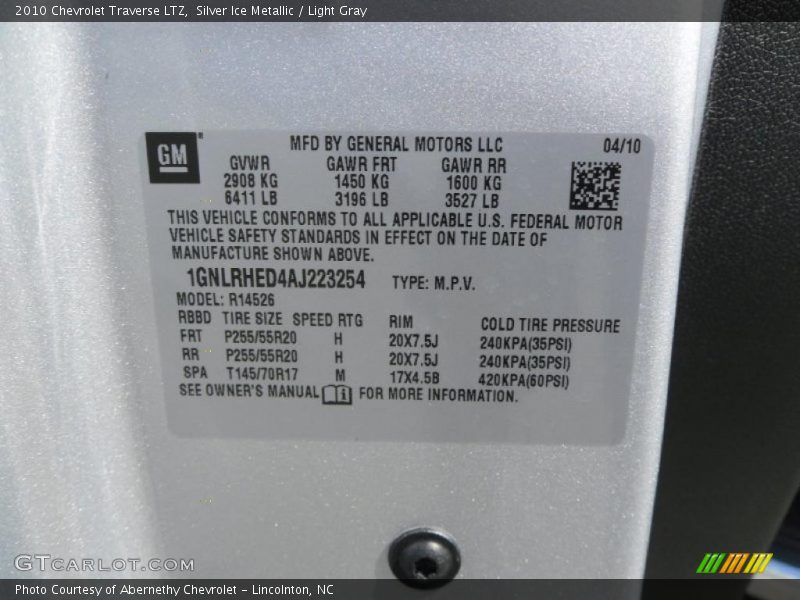 2010 Chevrolet Traverse LTZ, Silver Ice Metallic / Light Gray
GM
MFD BY GENERAL MOTORS LLC 04/10
GVWR GAWR FRT GAWR RR
2908 KG 1450 KG 1600 KG
6411 LB 3196 LB 3527 LB
THIS VEHICLE CONFORMS TO ALL APPLICABLE U.S. FEDERAL MOTOR
VEHICLE SAFETY STANDARDS IN EFFECT ON THE DATE OF
MANUFACTURE SHOWN ABOVE.
1GNLRHED4AJ223254 TYPE: M.P.V.
MODEL: R14526
RBBD TIRE SIZE SPEED RTG RIM COLD TIRE PRESSURE
FRT P255/55R20 H 20X7.5J 240KPA(35PSI)
RR P255/55R20 H 20X7.5J 240KPA(35PSI)
SPA T145/70R17 M 17X4.5B 420KPA(60PSI)
SEE OWNER'S MANUAL FOR MORE INFORMATION.
GTCARLOT.COM
Photo Courtesy of Abernethy Chevrolet - Lincolnton, NC